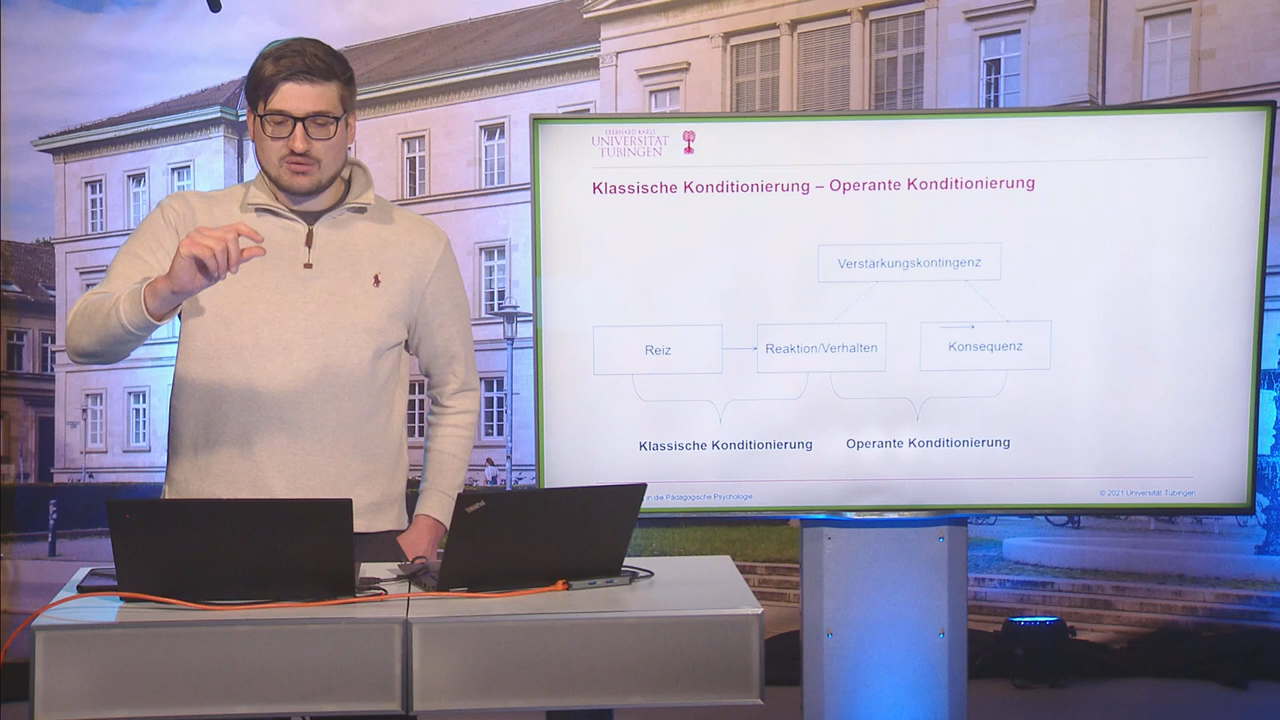 EBERHARD KARLS
UNIVERSITÄT
TÜBINGEN
Klassische Konditionierung – Operante Konditionierung
Verstärkungskontingenz
Reiz
Reaktion/Verhalten
Konsequenz
Klassische Konditionierung
Operante Konditionierung
in die Pädagogische Psychologie
© 2021 Universität Tübingen
ThinkPad